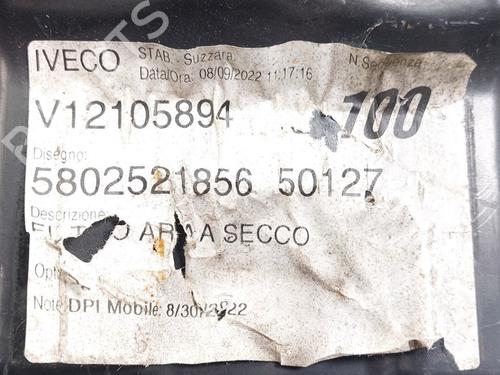 IVECO STAB. - Suzzara N.Sequenza
Data/Ora: 08/09/2022 11:17:16
V12105894 100
Disegno:
5802521856 50127
Descrizione
SECCO
Note DPI Mobile: 8/30/2022